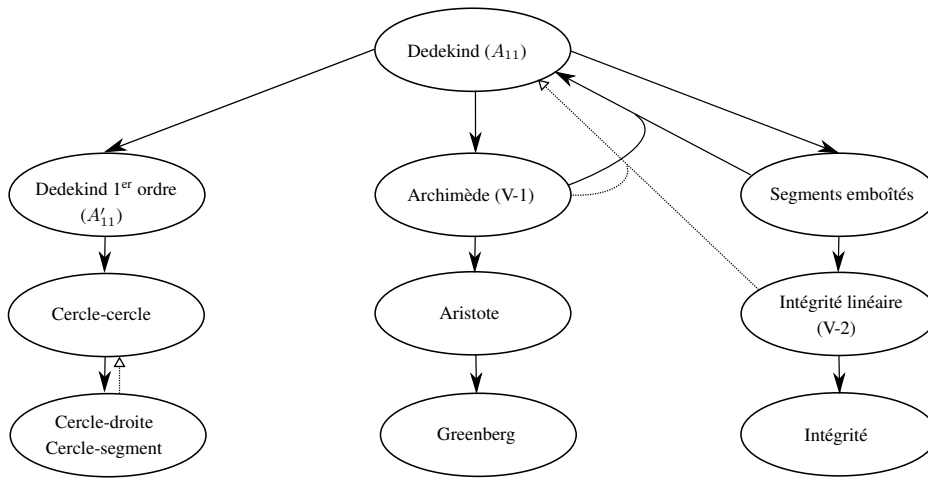 Dedekind (A₁₁)
Dedekind 1ᵉʳ ordre
(A′₁₁)
Archimède (V-1)
Segments emboîtés
Cercle-cercle
Aristote
Intégrité linéaire
(V-2)
Cercle-droite
Cercle-segment
Greenberg
Intégrité